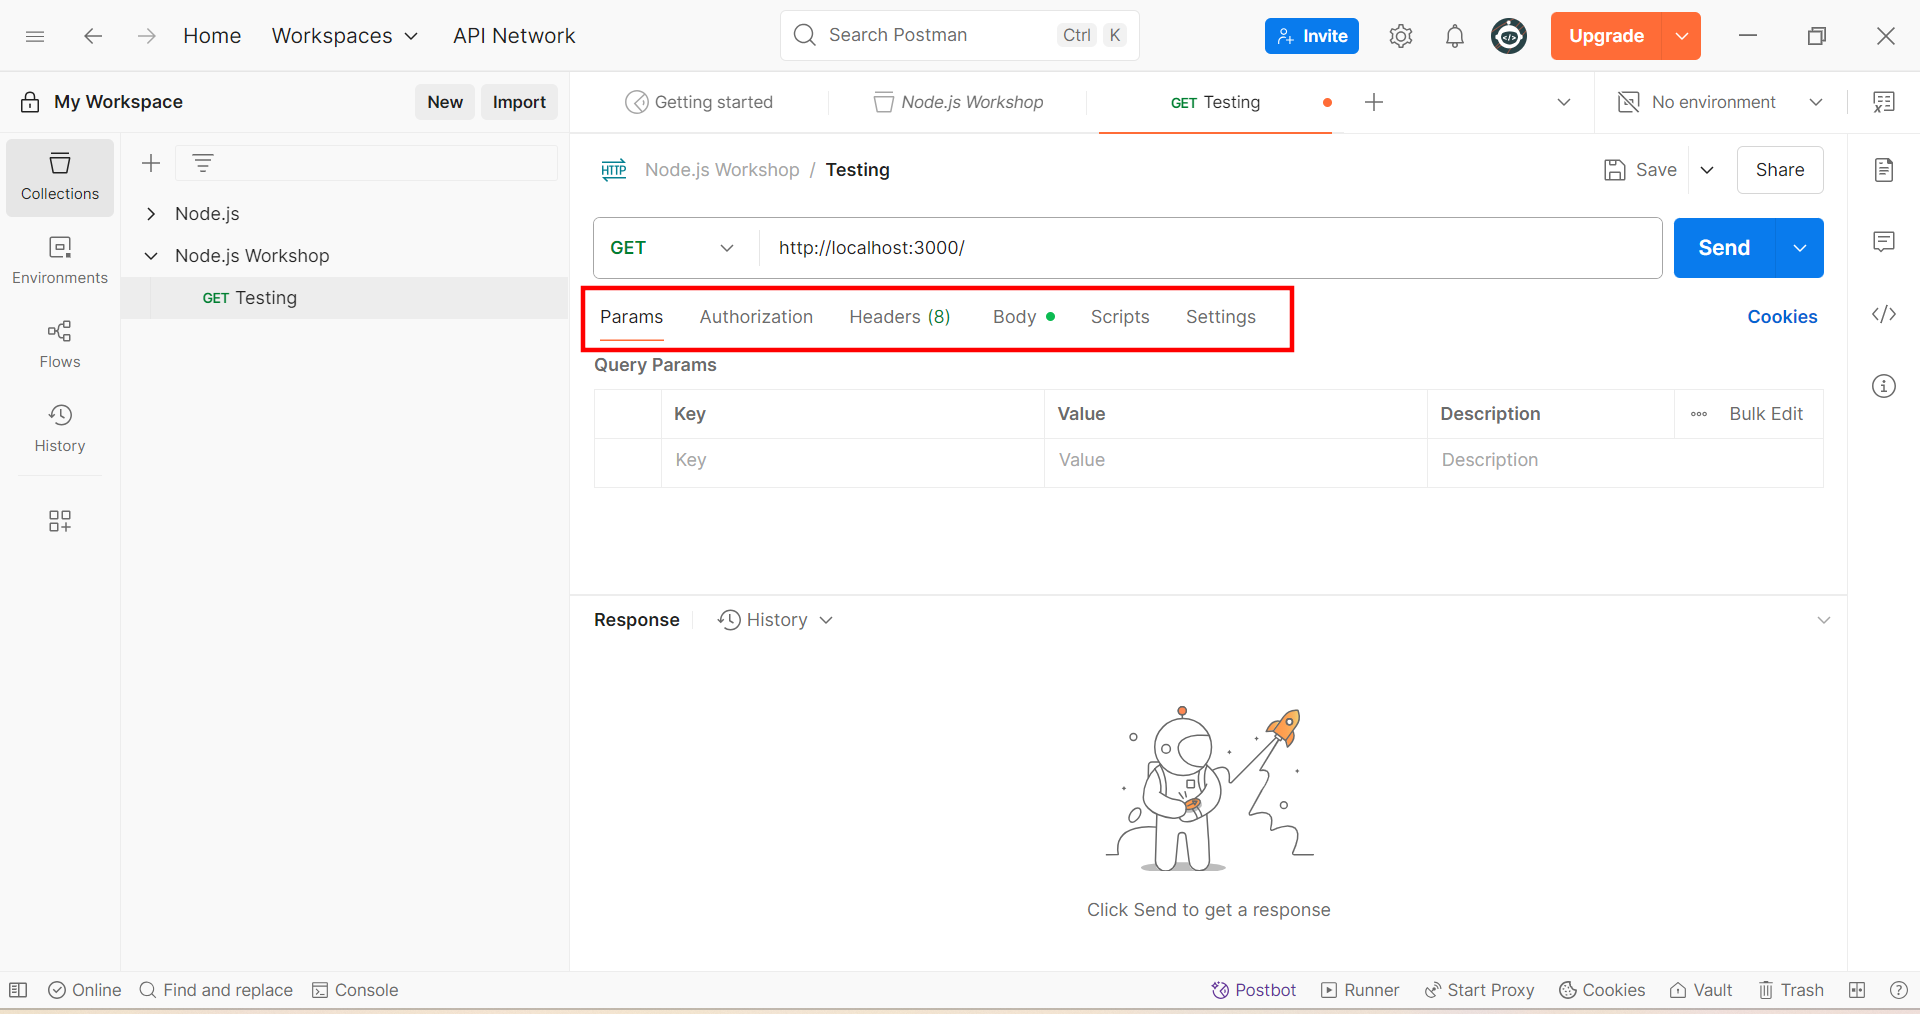 Home Workspaces API Network Search Postman Ctrl K Invite Upgrade
My Workspace New Import Getting started Node.js Workshop GET Testing No environment
Collections
Environments
Flows
History
Node.js
Node.js Workshop
GET Testing
HTTP Node.js Workshop / Testing Save Share
GET http://localhost:3000/ Send
Params Authorization Headers (8) Body Scripts Settings Cookies
Query Params
Key Value Description Bulk Edit
Key Value Description
Response History
Click Send to get a response
Online Find and replace Console Postbot Runner Start Proxy Cookies Vault Trash